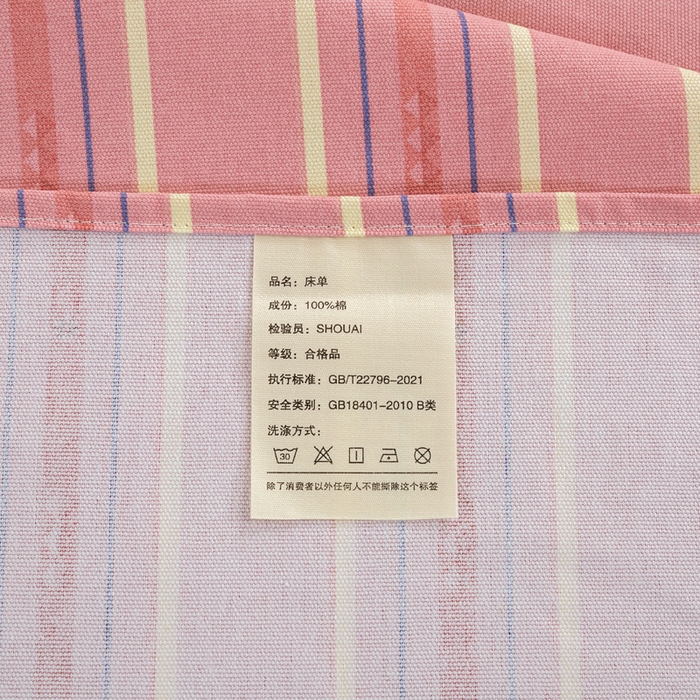 品名：床单
成份：100%棉
检验员：SHOUAI
等级：合格品
执行标准：GB/T22796-2021
安全类别：GB18401-2010 B类
洗涤方式：
30
除了消费者以外任何人不能撕除这个标签